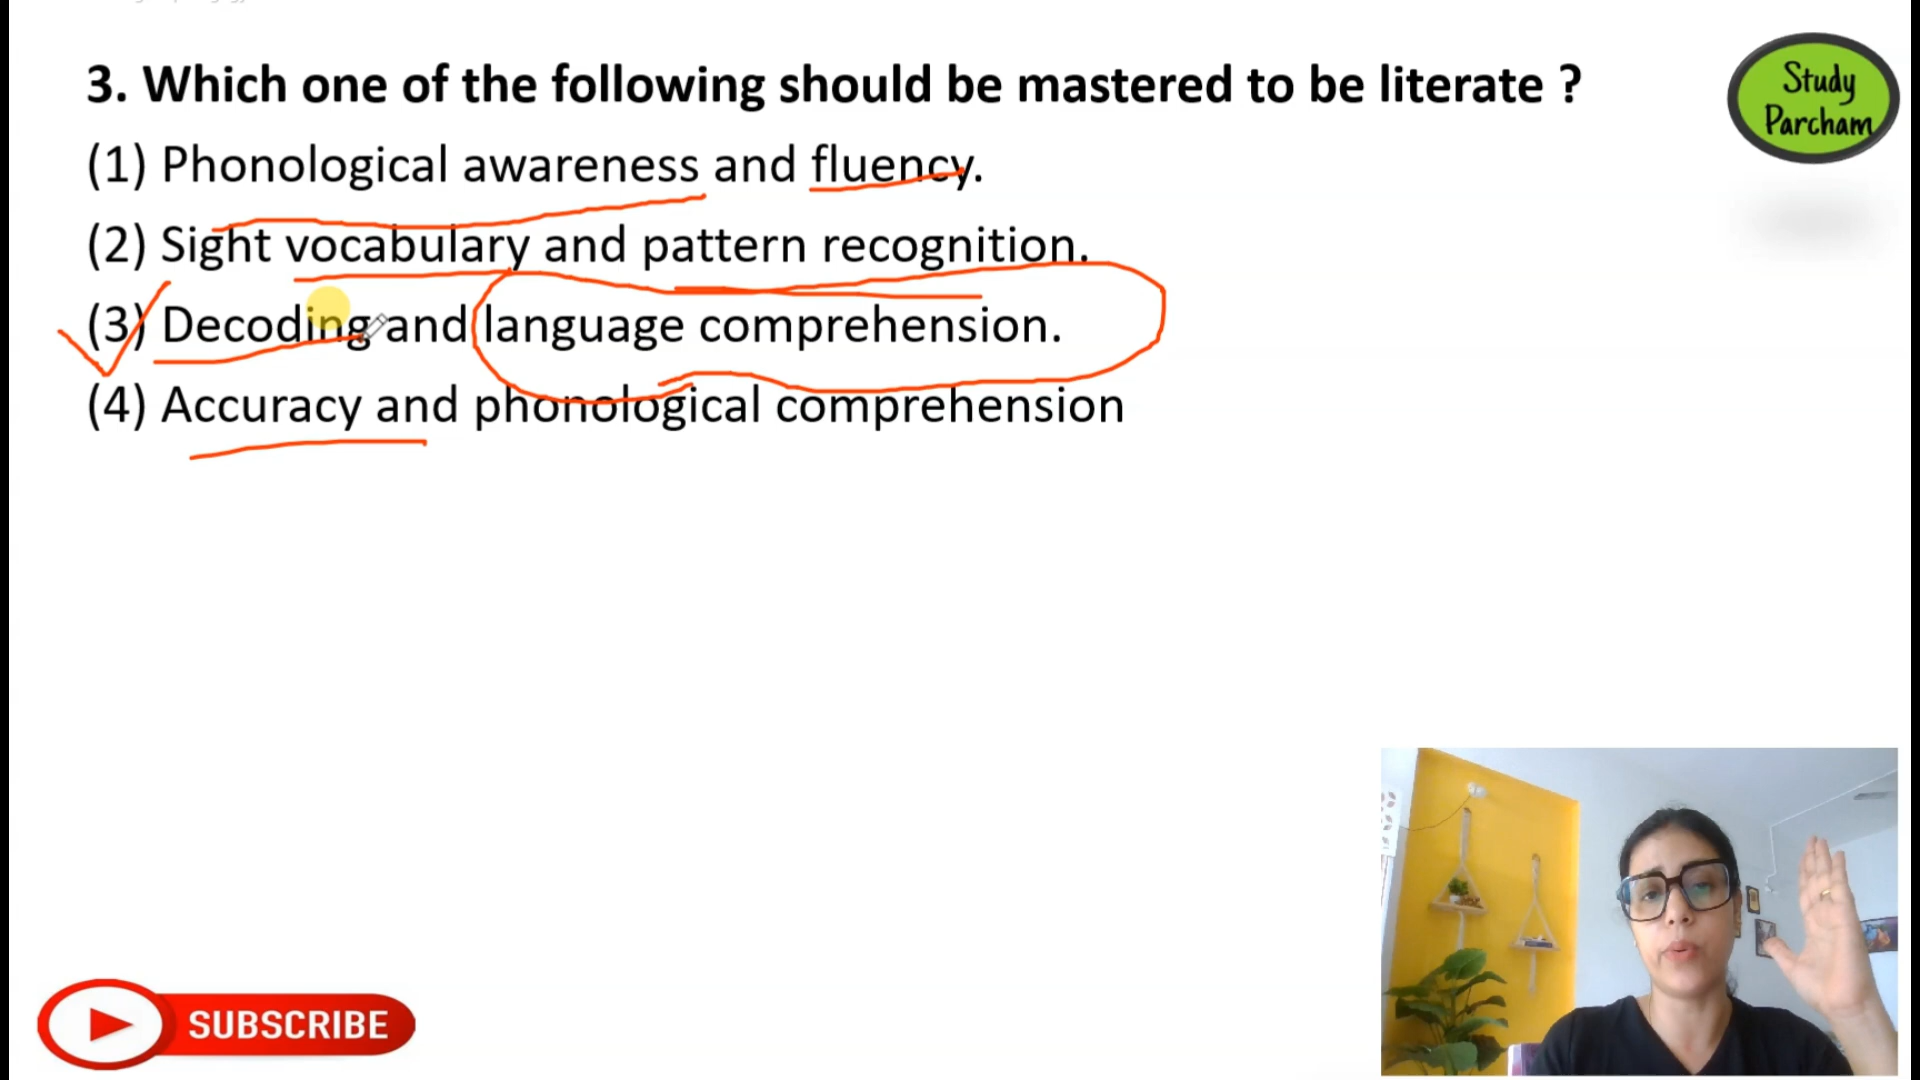 3. Which one of the following should be mastered to be literate ?
(1) Phonological awareness and fluency.
(2) Sight vocabulary and pattern recognition.
(3) Decoding and language comprehension.
(4) Accuracy and phonological comprehension
Study
Parcham
SUBSCRIBE